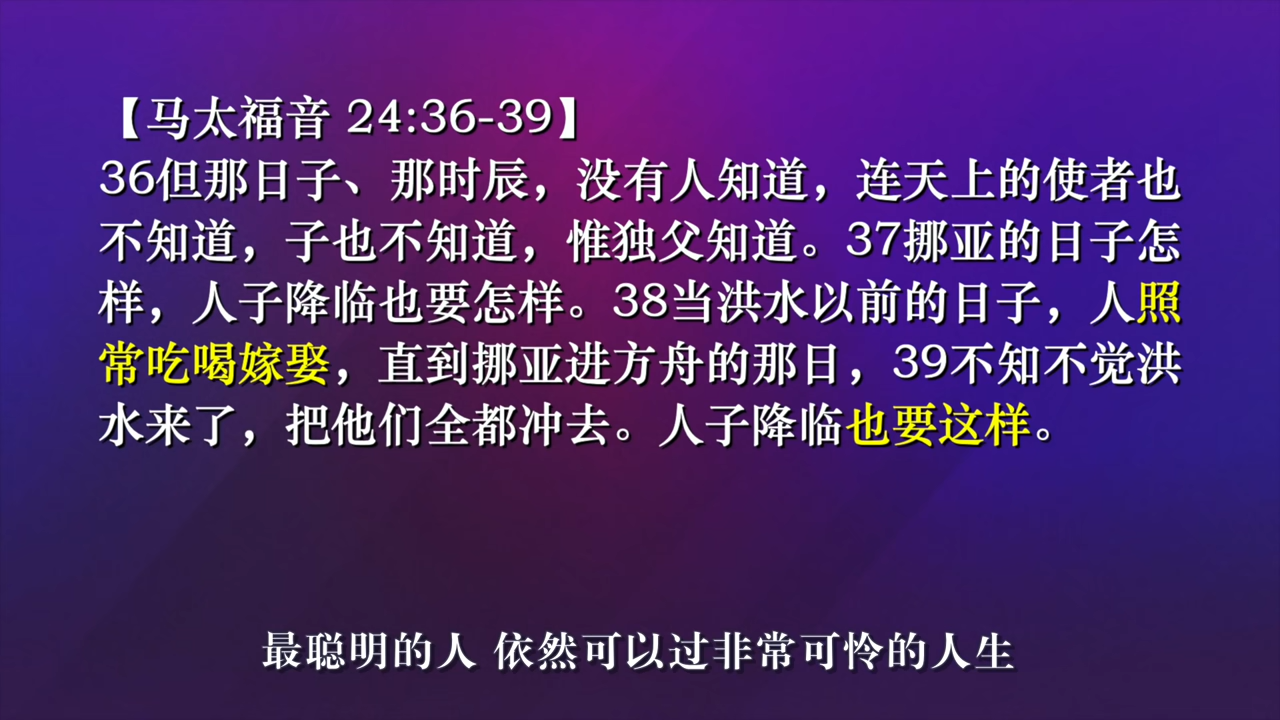 【马太福音 24:36-39】
36但那日子、那时辰，没有人知道，连天上的使者也
不知道，子也不知道，惟独父知道。37挪亚的日子怎
样，人子降临也要怎样。38当洪水以前的日子，人照
常吃喝嫁娶，直到挪亚进方舟的那日，39不知不觉洪
水来了，把他们全都冲去。人子降临也要这样。
最聪明的人 依然可以过非常可怜的人生